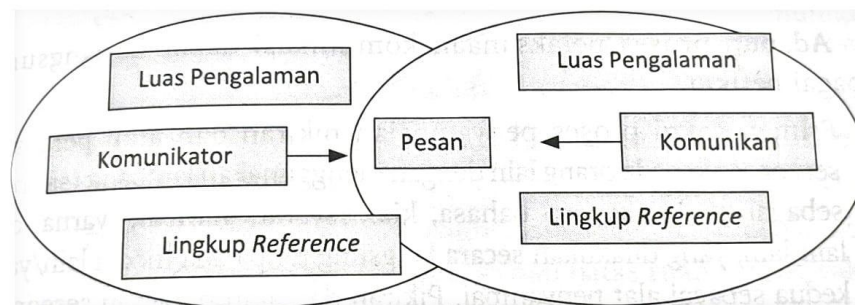 Luas Pengalaman
Luas Pengalaman
Komunikator
Pesan
Komunikan
Lingkup Reference
Lingkup Reference